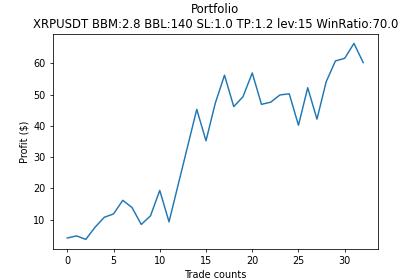 Portfolio
XRPUSDT BBM:2.8 BBL:140 SL:1.0 TP:1.2 lev:15 WinRatio:70.0
60
50
40
30
20
10
Profit ($)
0 5 10 15 20 25 30
Trade counts